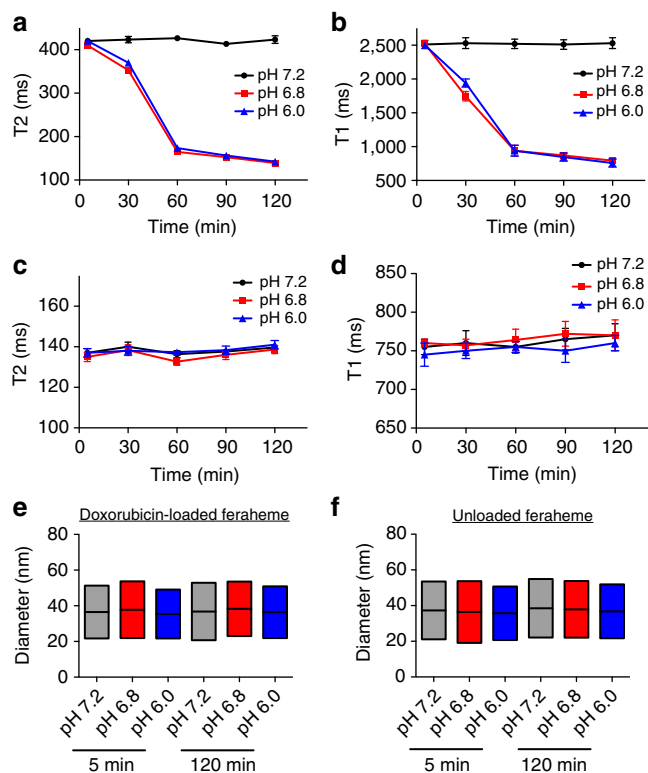 a
T2 (ms)
400
300
200
100
0 30 60 90 120
Time (min)
pH 7.2
pH 6.8
pH 6.0
b
T1 (ms)
2,500
2,000
1,500
1,000
500
0 30 60 90 120
Time (min)
pH 7.2
pH 6.8
pH 6.0
c
T2 (ms)
160
140
120
100
0 30 60 90 120
Time (min)
pH 7.2
pH 6.8
pH 6.0
d
T1 (ms)
850
800
750
700
650
0 30 60 90 120
Time (min)
pH 7.2
pH 6.8
pH 6.0
e
Doxorubicin-loaded feraheme
Diameter (nm)
80
60
40
20
0
pH 7.2 pH 6.8 pH 6.0 pH 7.2 pH 6.8 pH 6.0
5 min 120 min
f
Unloaded feraheme
Diameter (nm)
80
60
40
20
0
pH 7.2 pH 6.8 pH 6.0 pH 7.2 pH 6.8 pH 6.0
5 min 120 min